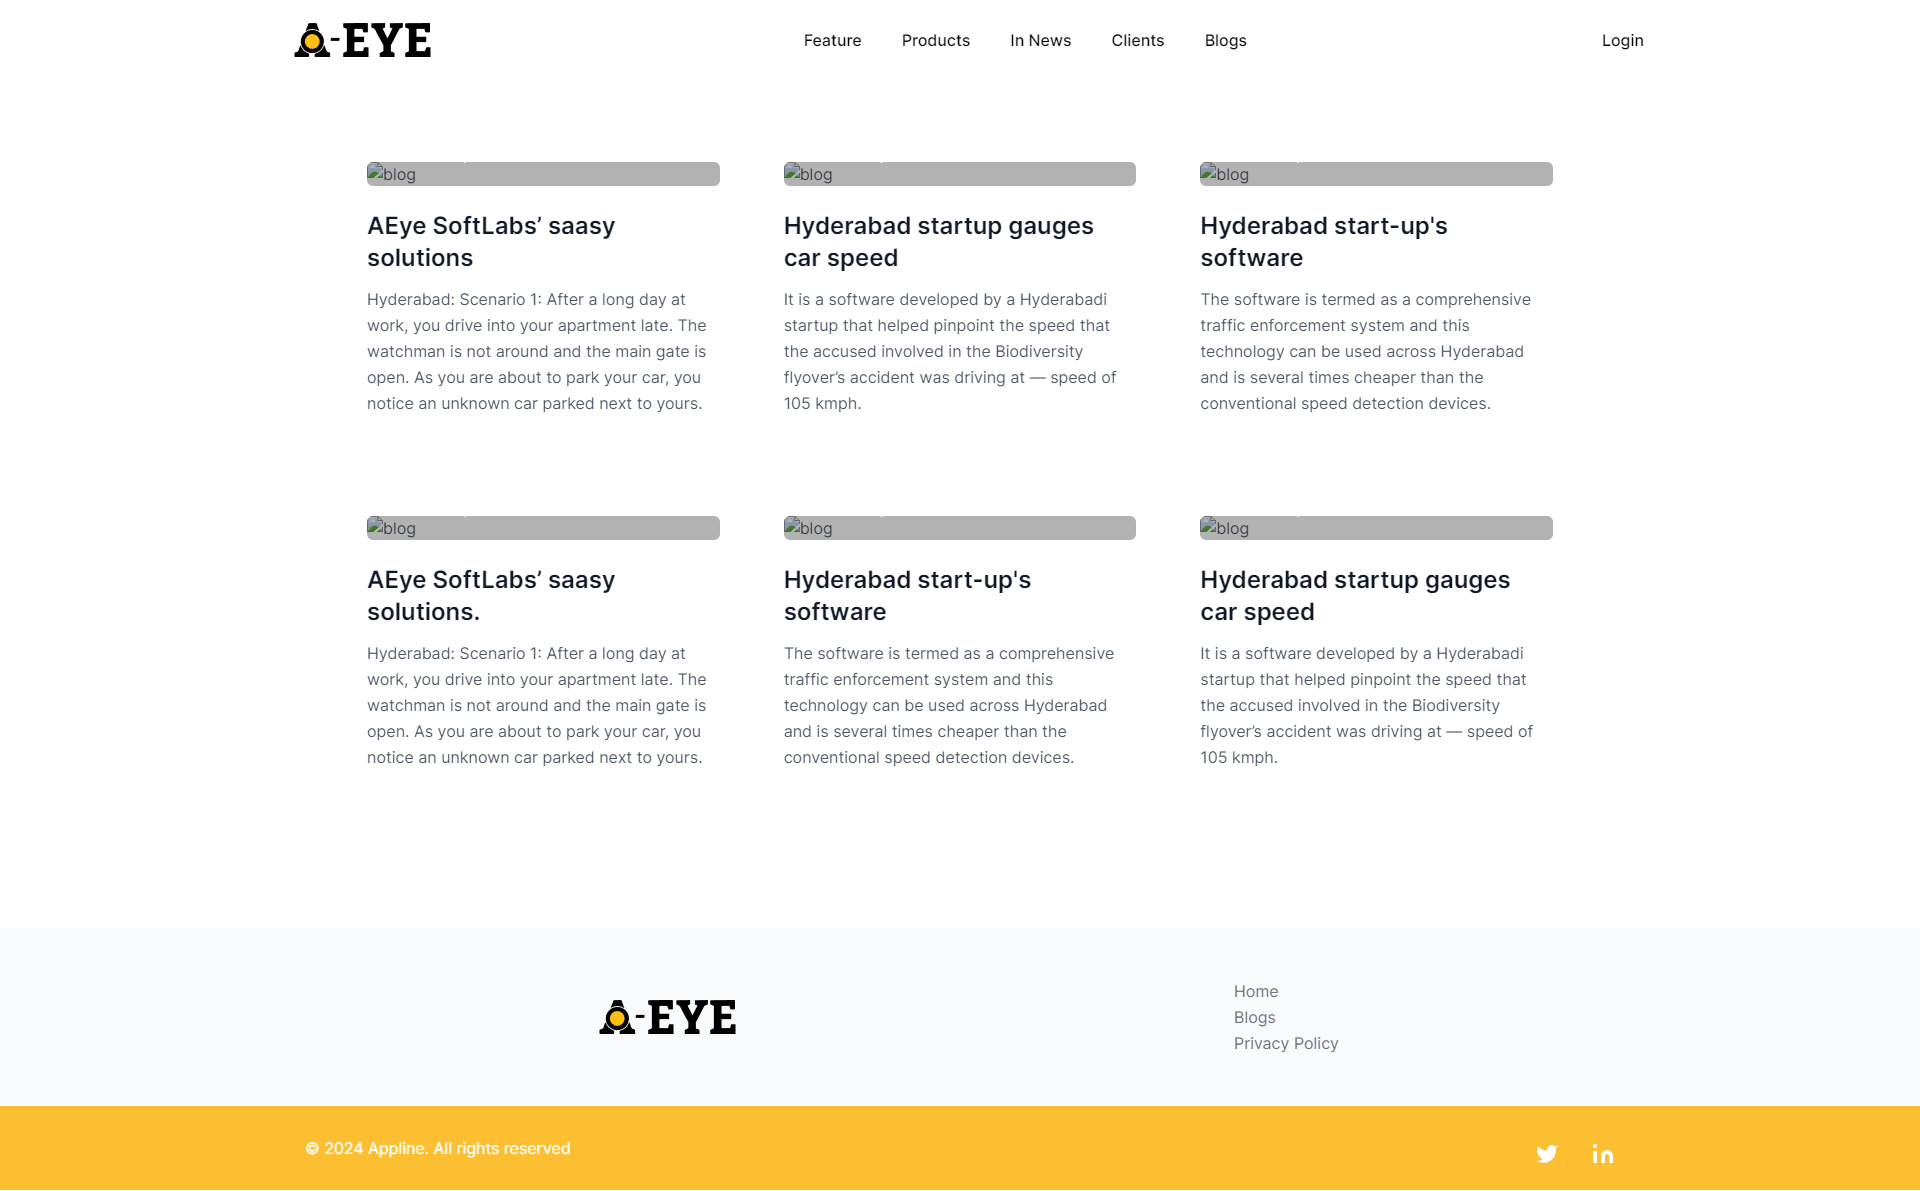 A-EYE
Feature Products In News Clients Blogs Login
blog
AEye SoftLabs’ saasy
solutions
Hyderabad: Scenario 1: After a long day at
work, you drive into your apartment late. The
watchman is not around and the main gate is
open. As you are about to park your car, you
notice an unknown car parked next to yours.
blog
Hyderabad startup gauges
car speed
It is a software developed by a Hyderabadi
startup that helped pinpoint the speed that
the accused involved in the Biodiversity
flyover’s accident was driving at — speed of
105 kmph.
blog
Hyderabad start-up's
software
The software is termed as a comprehensive
traffic enforcement system and this
technology can be used across Hyderabad
and is several times cheaper than the
conventional speed detection devices.
blog
AEye SoftLabs’ saasy
solutions.
Hyderabad: Scenario 1: After a long day at
work, you drive into your apartment late. The
watchman is not around and the main gate is
open. As you are about to park your car, you
notice an unknown car parked next to yours.
blog
Hyderabad start-up's
software
The software is termed as a comprehensive
traffic enforcement system and this
technology can be used across Hyderabad
and is several times cheaper than the
conventional speed detection devices.
blog
Hyderabad startup gauges
car speed
It is a software developed by a Hyderabadi
startup that helped pinpoint the speed that
the accused involved in the Biodiversity
flyover’s accident was driving at — speed of
105 kmph.
A-EYE
Home
Blogs
Privacy Policy
© 2024 Appline. All rights reserved
in